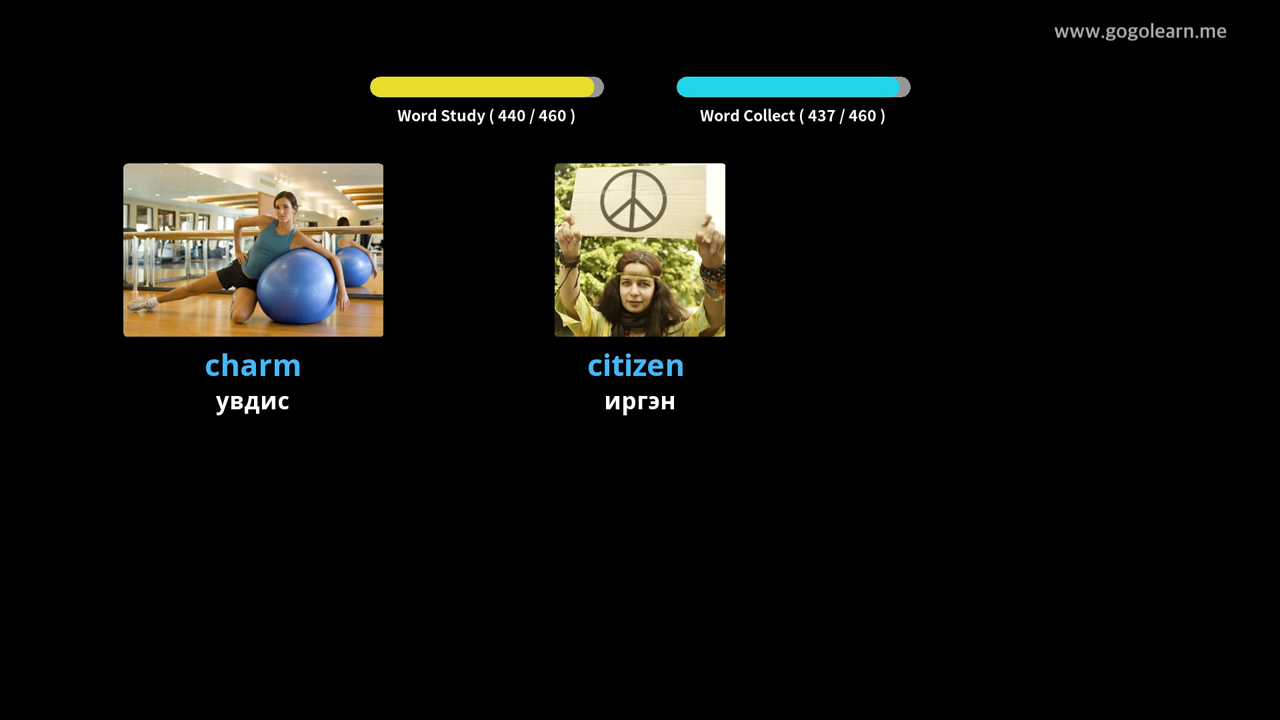 www.gogolearn.me
Word Study ( 440 / 460 )
Word Collect ( 437 / 460 )
charm
увдис
citizen
иргэн